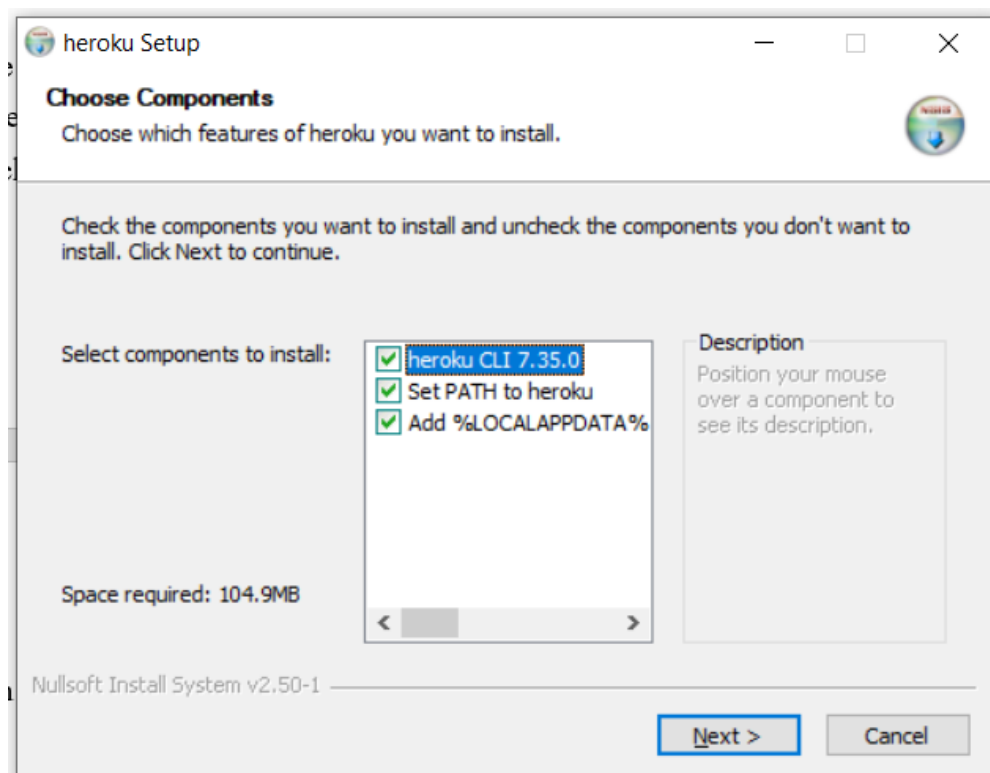 heroku Setup
Choose Components
Choose which features of heroku you want to install.
Check the components you want to install and uncheck the components you don't want to
install. Click Next to continue.
Select components to install:
heroku CLI 7.35.0
Set PATH to heroku
Add %LOCALAPPDATA%
Description
Position your mouse
over a component to
see its description.
Space required: 104.9MB
Nullsoft Install System v2.50-1
Next >
Cancel